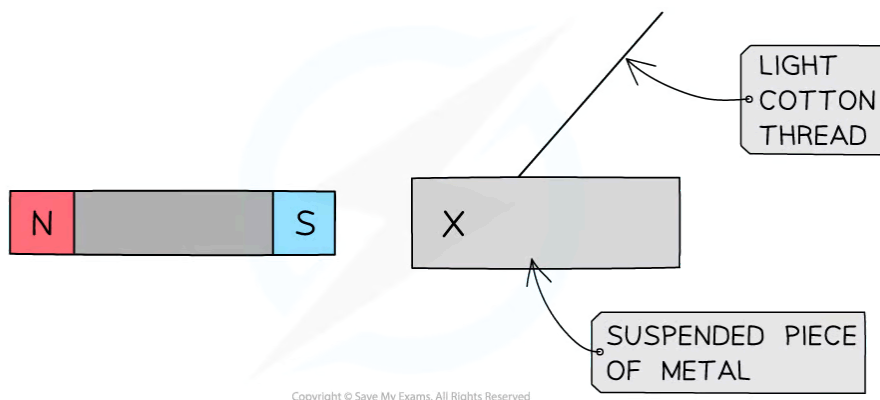 LIGHT
COTTON
THREAD
N
S
X
SUSPENDED PIECE
OF METAL
Copyright © Save My Exams. All Rights Reserved